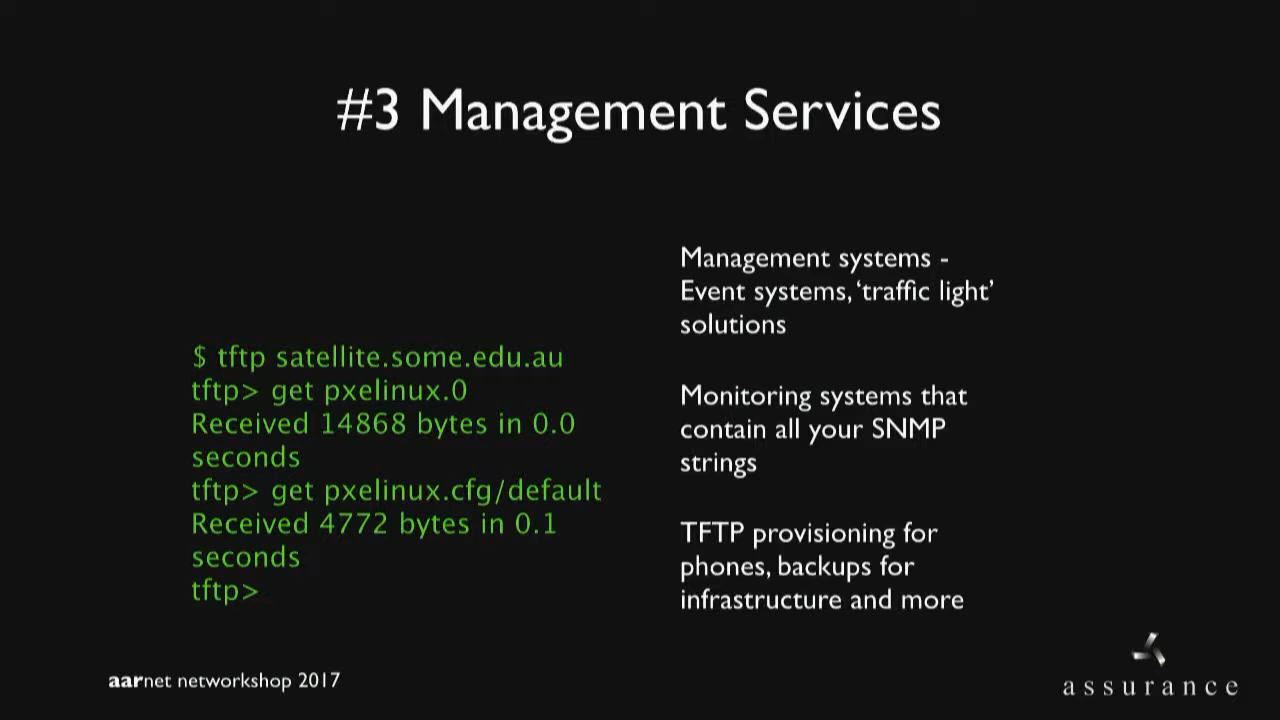 #3 Management Services
$ tftp satellite.some.edu.au
tftp> get pxelinux.0
Received 14868 bytes in 0.0
seconds
tftp> get pxelinux.cfg/default
Received 4772 bytes in 0.1
seconds
tftp>
Management systems -
Event systems, ‘traffic light’
solutions
Monitoring systems that
contain all your SNMP
strings
TFTP provisioning for
phones, backups for
infrastructure and more
aarnet networkshop 2017
assurance